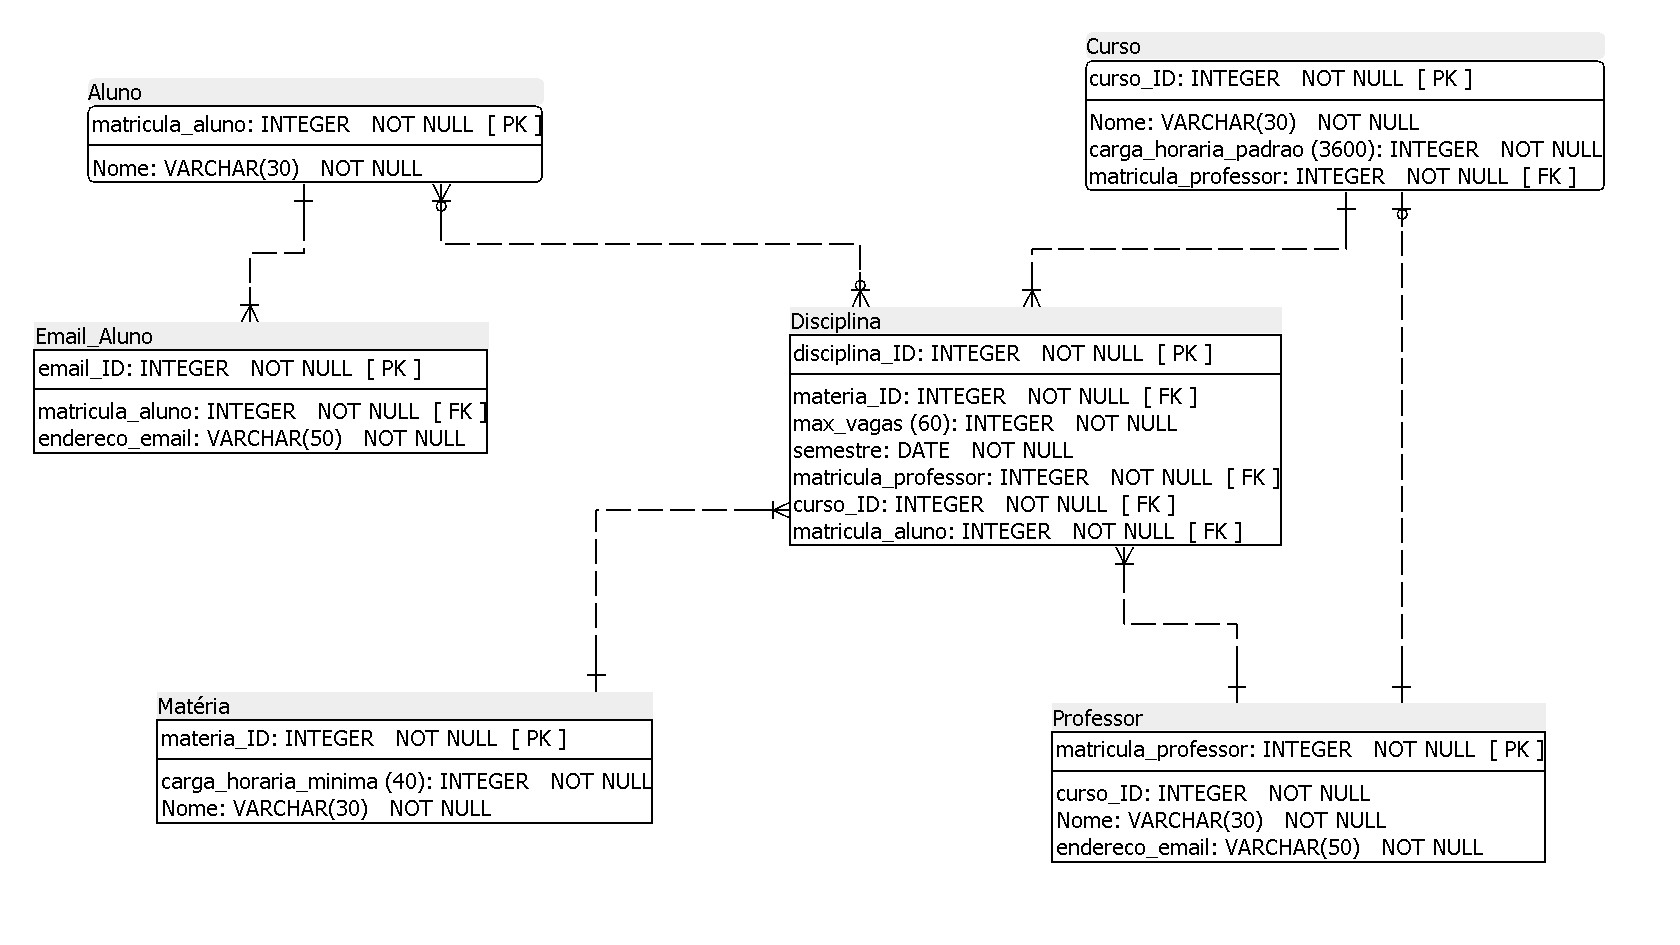 Curso
curso_ID: INTEGER NOT NULL [ PK ]
Nome: VARCHAR(30) NOT NULL
carga_horaria_padrao (3600): INTEGER NOT NULL
matricula_professor: INTEGER NOT NULL [ FK ]
Aluno
matricula_aluno: INTEGER NOT NULL [ PK ]
Nome: VARCHAR(30) NOT NULL
Email_Aluno
email_ID: INTEGER NOT NULL [ PK ]
matricula_aluno: INTEGER NOT NULL [ FK ]
endereco_email: VARCHAR(50) NOT NULL
Disciplina
disciplina_ID: INTEGER NOT NULL [ PK ]
materia_ID: INTEGER NOT NULL [ FK ]
max_vagas (60): INTEGER NOT NULL
semestre: DATE NOT NULL
matricula_professor: INTEGER NOT NULL [ FK ]
curso_ID: INTEGER NOT NULL [ FK ]
matricula_aluno: INTEGER NOT NULL [ FK ]
Matéria
materia_ID: INTEGER NOT NULL [ PK ]
carga_horaria_minima (40): INTEGER NOT NULL
Nome: VARCHAR(30) NOT NULL
Professor
matricula_professor: INTEGER NOT NULL [ PK ]
curso_ID: INTEGER NOT NULL
Nome: VARCHAR(30) NOT NULL
endereco_email: VARCHAR(50) NOT NULL